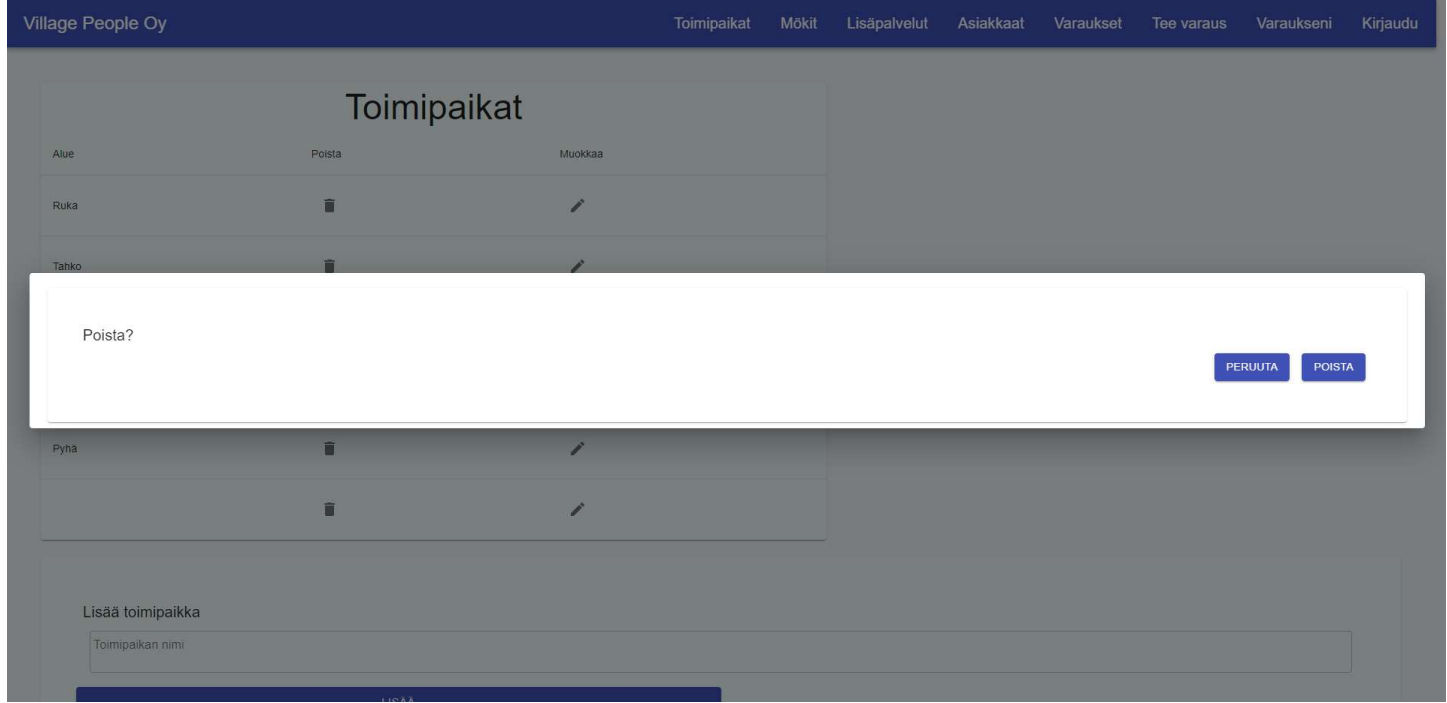 Village People Oy Toimipaikat Mökit Lisäpalvelut Asiakkaat Varaukset Tee varaus Varaukseni Kirjaudu
Toimipaikat
Alue Poista Muokkaa
Ruka
Tahko
Poista?
PERUUTA POISTA
Pyhä
Lisää toimipaikka
Toimipaikan nimi
LISÄÄ